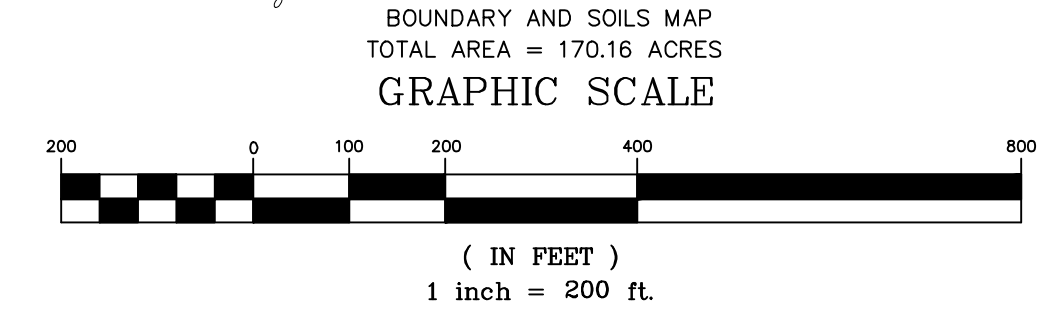 BOUNDARY AND SOILS MAP
TOTAL AREA = 170.16 ACRES
GRAPHIC SCALE
200 0 100 200 400 800
( IN FEET )
1 inch = 200 ft.